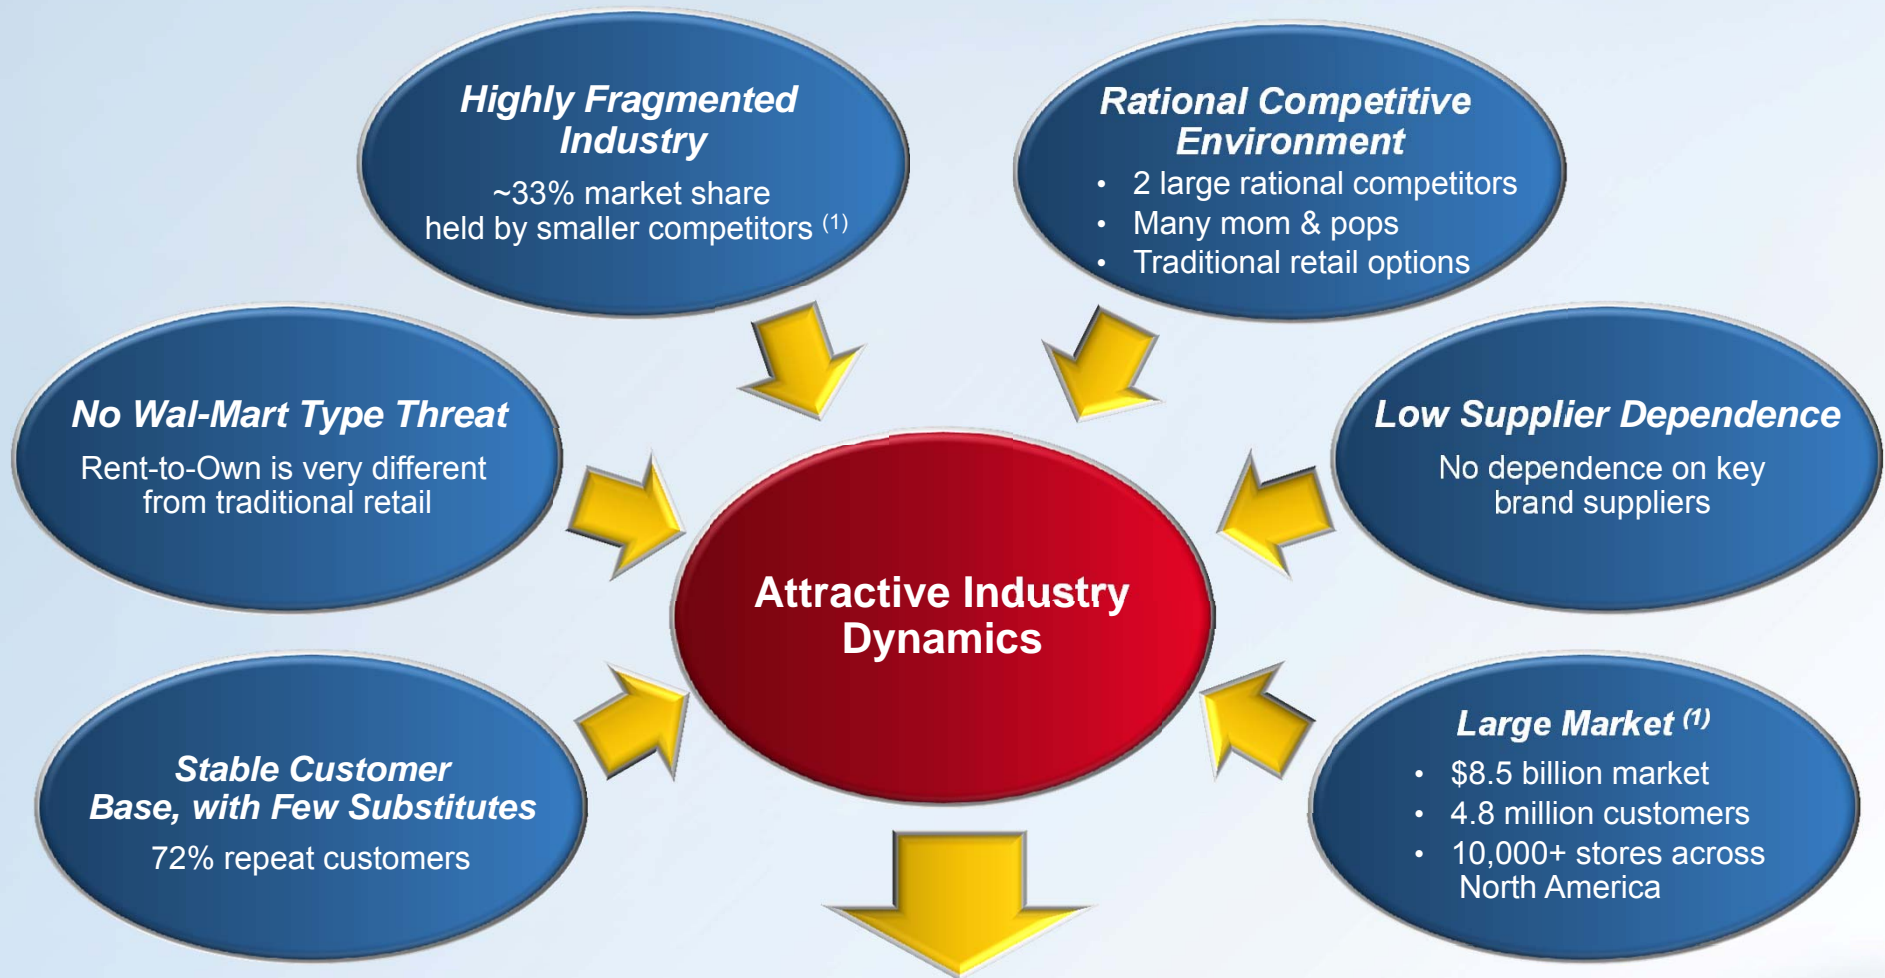 Highly Fragmented
Industry
~33% market share
held by smaller competitors (1)
Rational Competitive
Environment
• 2 large rational competitors
• Many mom & pops
• Traditional retail options
No Wal-Mart Type Threat
Rent-to-Own is very different
from traditional retail
Low Supplier Dependence
No dependence on key
brand suppliers
Attractive Industry
Dynamics
Stable Customer
Base, with Few Substitutes
72% repeat customers
Large Market (1)
• $8.5 billion market
• 4.8 million customers
• 10,000+ stores across
North America